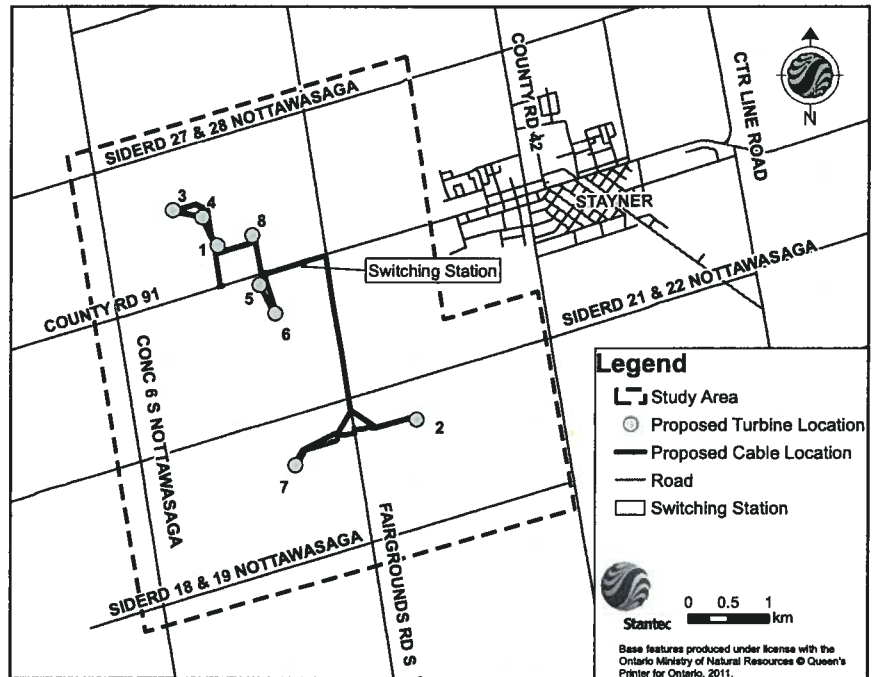 COUNTY RD 42
CTR LINE ROAD
N
SIDERD 27 & 28 NOTTAWASAGA
STAYNER
3
4
1
8
Switching Station
5
6
COUNTY RD 91
SIDERD 21 & 22 NOTTAWASAGA
CONC 6 S NOTTAWASAGA
2
7
FAIRGROUNDS RD S
SIDERD 18 & 19 NOTTAWASAGA
Legend
Study Area
Proposed Turbine Location
Proposed Cable Location
Road
Switching Station
Stantec
0 0.5 1
km
Base features produced under license with the
Ontario Ministry of Natural Resources © Queen's
Printer for Ontario, 2011.